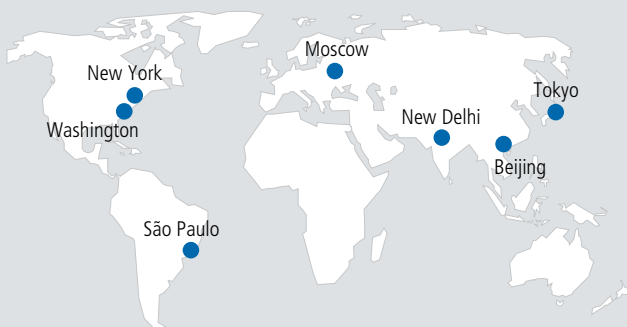 Moscow
New York
Tokyo
New Delhi
Washington
Beijing
São Paulo